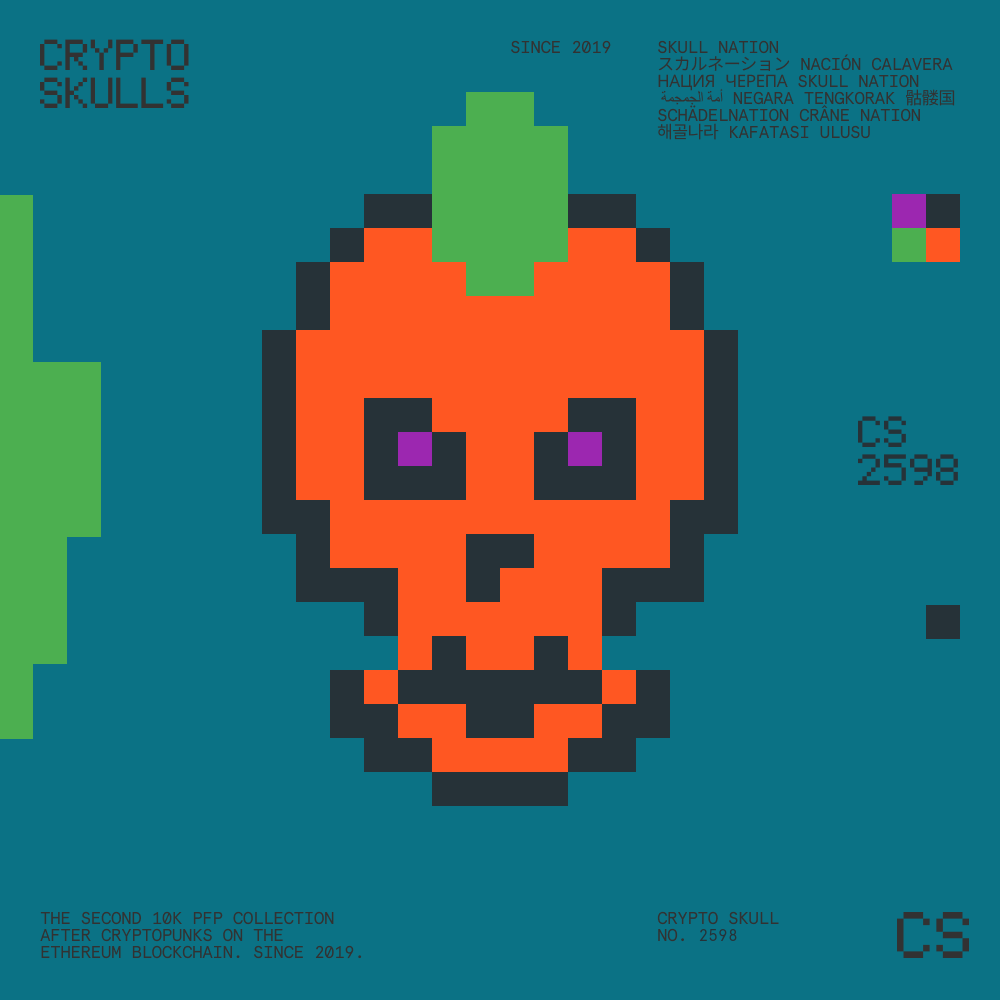 CRYPTO
SKULLS
SINCE 2019
SKULL NATION
スカルネーション NACIÓN CALAVERA
НАЦИЯ ЧЕРЕПА SKULL NATION
أمة الجمجمة NEGARA TENGKORAK 骷髅国
SCHÄDELNATION CRÂNE NATION
해골나라 KAFATASI ULUSU
CS
2598
THE SECOND 10K PFP COLLECTION
AFTER CRYPTOPUNKS ON THE
ETHEREUM BLOCKCHAIN. SINCE 2019.
CRYPTO SKULL
NO. 2598
CS